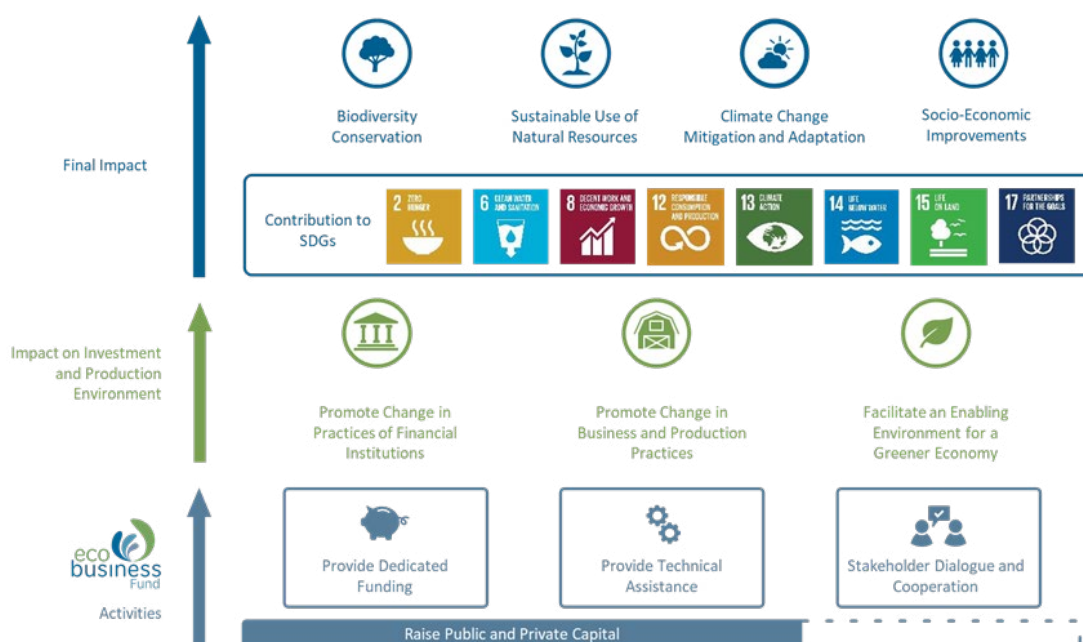 Biodiversity
Conservation
Sustainable Use of
Natural Resources
Climate Change
Mitigation and Adaptation
Socio-Economic
Improvements
Final Impact
Contribution to
SDGs
2 ZERO
HUNGER
6 CLEAN WATER
AND SANITATION
8 DECENT WORK AND
ECONOMIC GROWTH
12 RESPONSIBLE
CONSUMPTION
AND PRODUCTION
13 CLIMATE
ACTION
14 LIFE
BELOW WATER
15 LIFE
ON LAND
17 PARTNERSHIPS
FOR THE GOALS
Impact on Investment
and Production
Environment
Promote Change in
Practices of Financial
Institutions
Promote Change in
Business and Production
Practices
Facilitate an Enabling
Environment for a
Greener Economy
eco
business
Fund
Activities
Provide Dedicated
Funding
Provide Technical
Assistance
Stakeholder Dialogue and
Cooperation
Raise Public and Private Capital